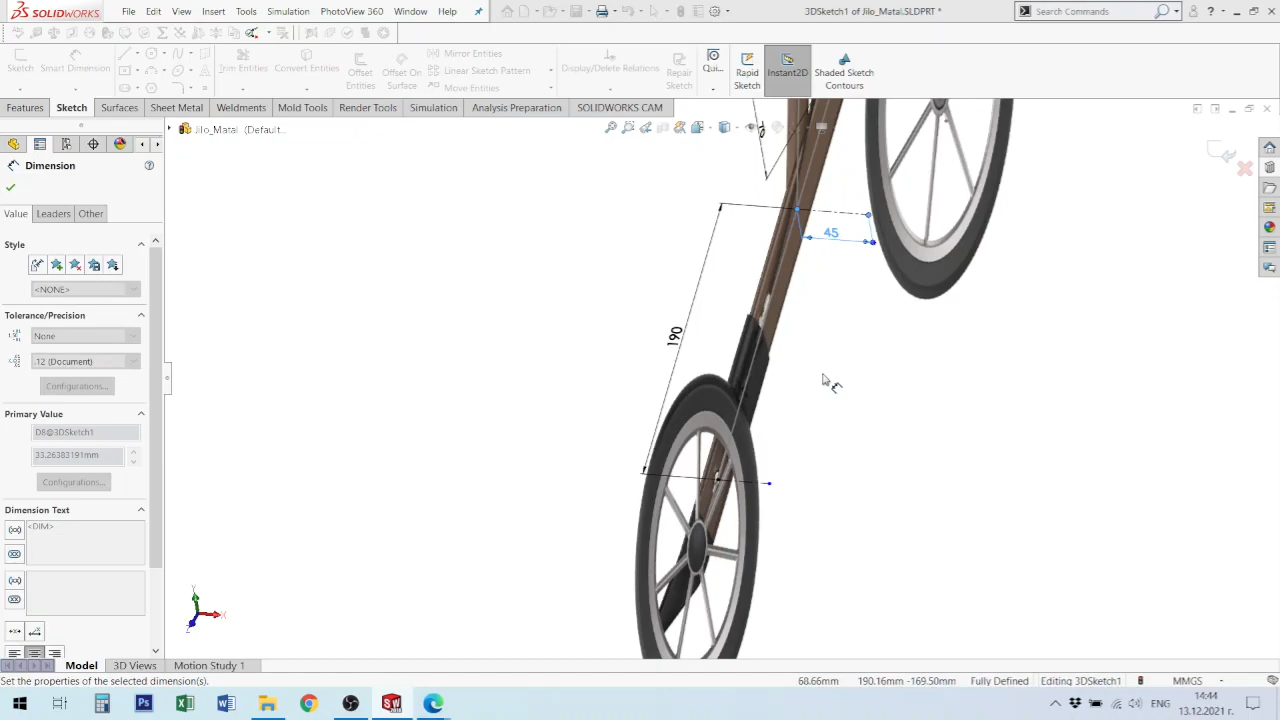 SOLIDWORKS File Edit View Insert Tools Simulation PhotoView 360 Window Help 3DSketch1 of Jilo_Matal.SLDPRT * Search Commands
Sketch Smart Dimension Trim Entities Convert Entities Offset Entities Offset On Surface Mirror Entities Linear Sketch Pattern Move Entities Display/Delete Relations Repair Sketch Qui... Rapid Sketch Instant2D Shaded Sketch Contours
Features Sketch Surfaces Sheet Metal Weldments Mold Tools Render Tools Simulation Analysis Preparation SOLIDWORKS CAM
Jilo_Matal (Default...
Dimension
Value Leaders Other
Style
<NONE>
Tolerance/Precision
None
.12 (Document)
Configurations...
Primary Value
D8@3DSketch1
33.26383191mm
Configurations...
Dimension Text
<DIM>
45
190
Y
X
Z
Model 3D Views Motion Study 1
Set the properties of the selected dimension(s). 68.66mm 190.16mm -169.50mm Fully Defined Editing 3DSketch1 MMGS
ENG 14:44
13.12.2021 г.